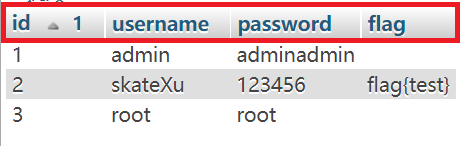 id 1 username password flag
1 admin adminadmin
2 skateXu 123456 flag{test}
3 root root